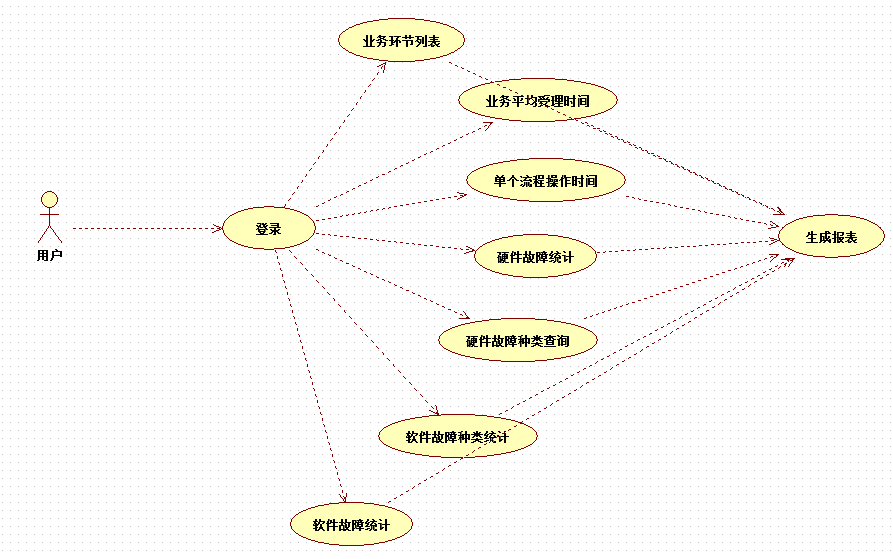 业务环节列表
业务平均受理时间
单个流程操作时间
用户
登录
生成报表
硬件故障统计
硬件故障种类查询
软件故障种类统计
软件故障统计